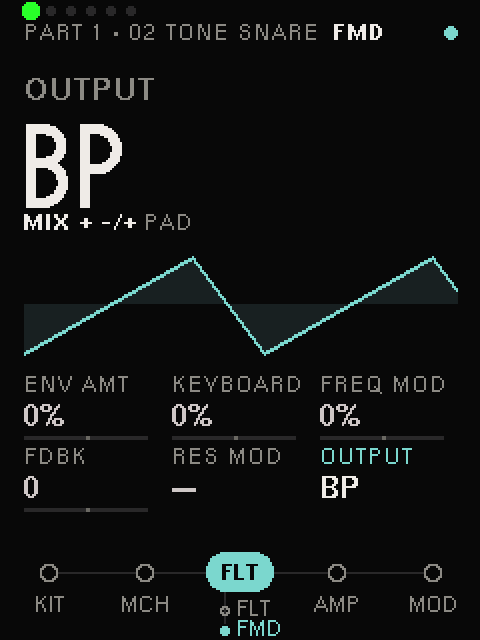 PART 1 · 02 TONE SNARE FMD
OUTPUT
BP
MIX + -/+ PAD
ENV AMT KEYBOARD FREQ MOD
0% 0% 0%
FDBK RES MOD OUTPUT
0 — BP
FLT
KIT MCH AMP MOD
FLT
FMD